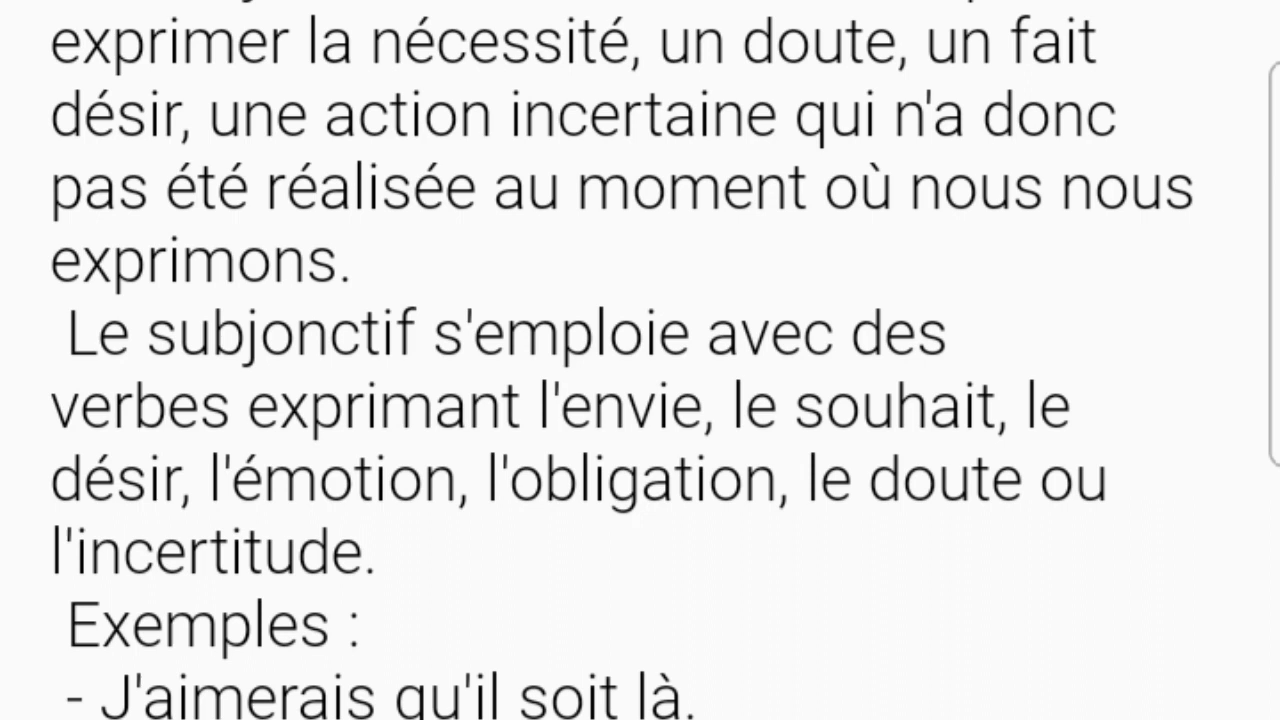 exprimer la nécessité, un doute, un fait
désir, une action incertaine qui n'a donc
pas été réalisée au moment où nous nous
exprimons.
Le subjonctif s'emploie avec des
verbes exprimant l'envie, le souhait, le
désir, l'émotion, l'obligation, le doute ou
l'incertitude.
Exemples :
- J'aimerais qu'il soit là.